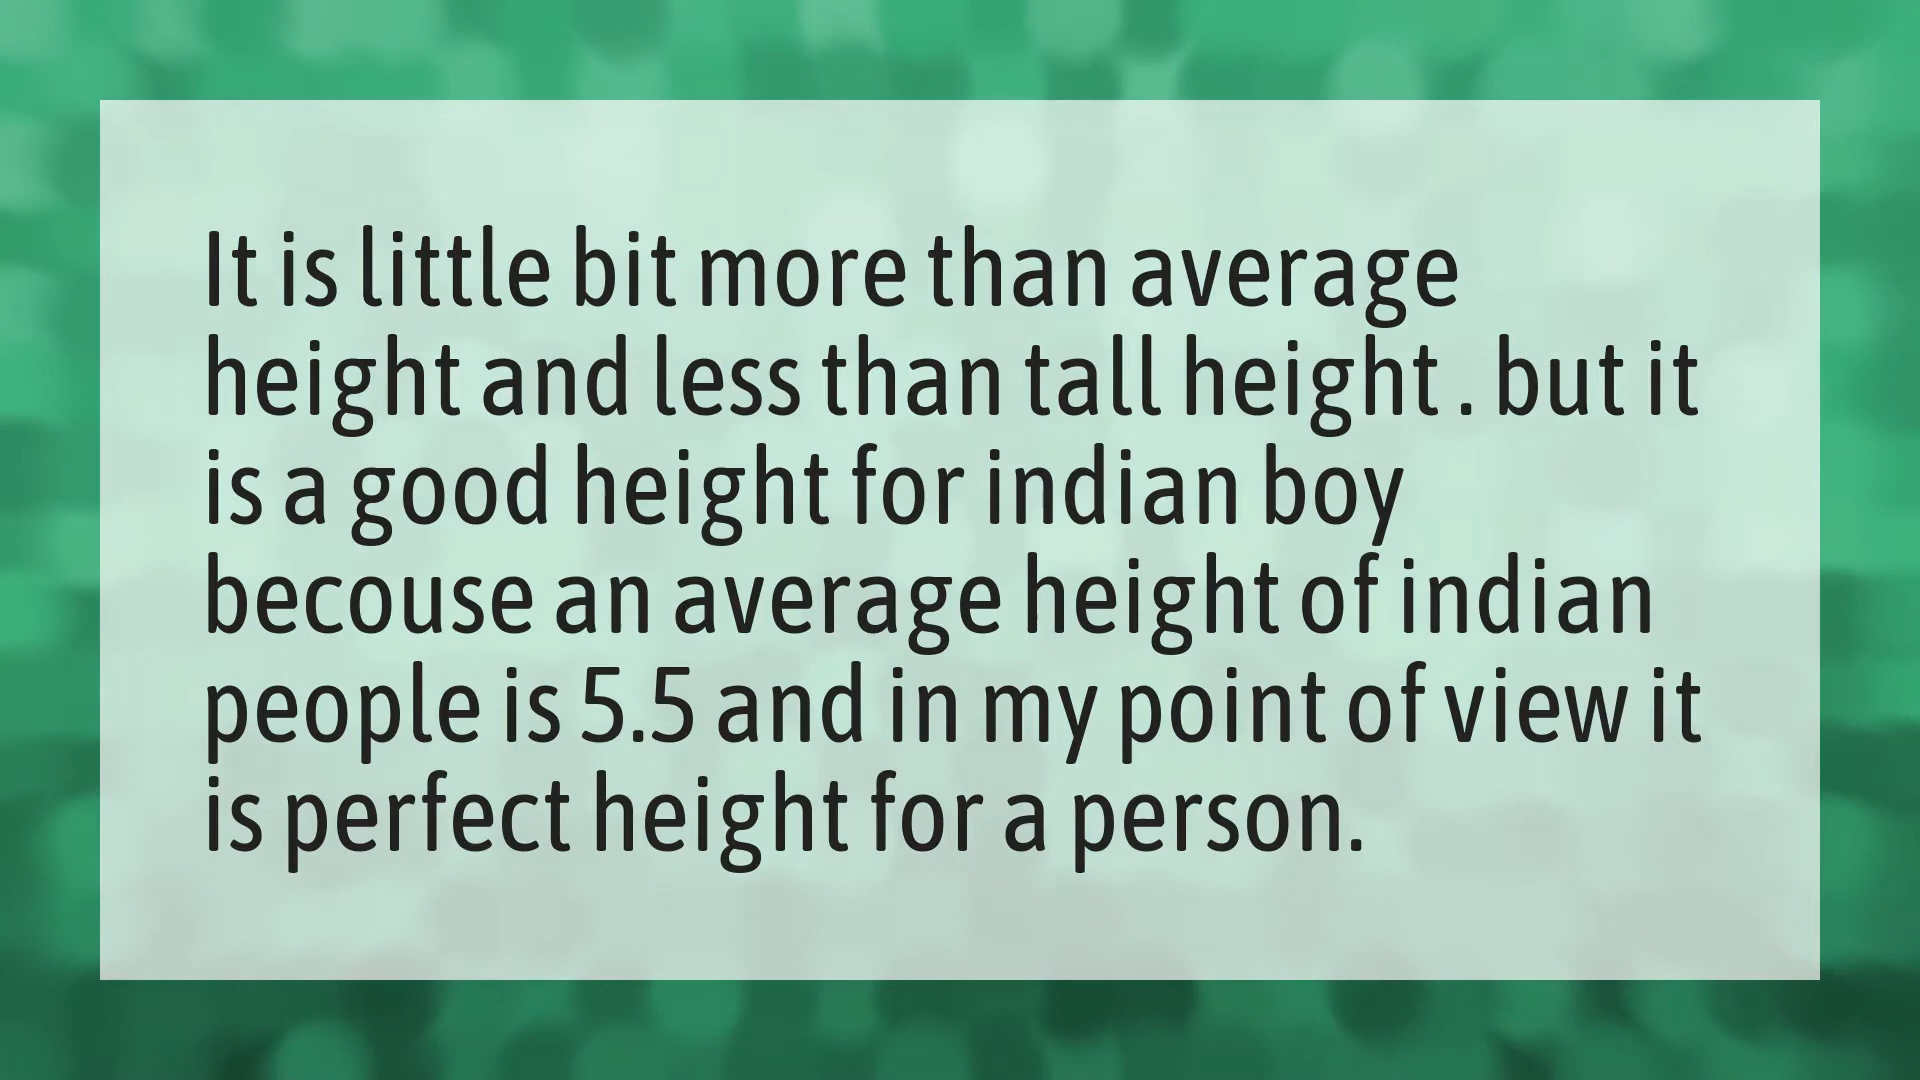 It is little bit more than average
height and less than tall height . but it
is a good height for indian boy
becouse an average height of indian
people is 5.5 and in my point of view it
is perfect height for a person.